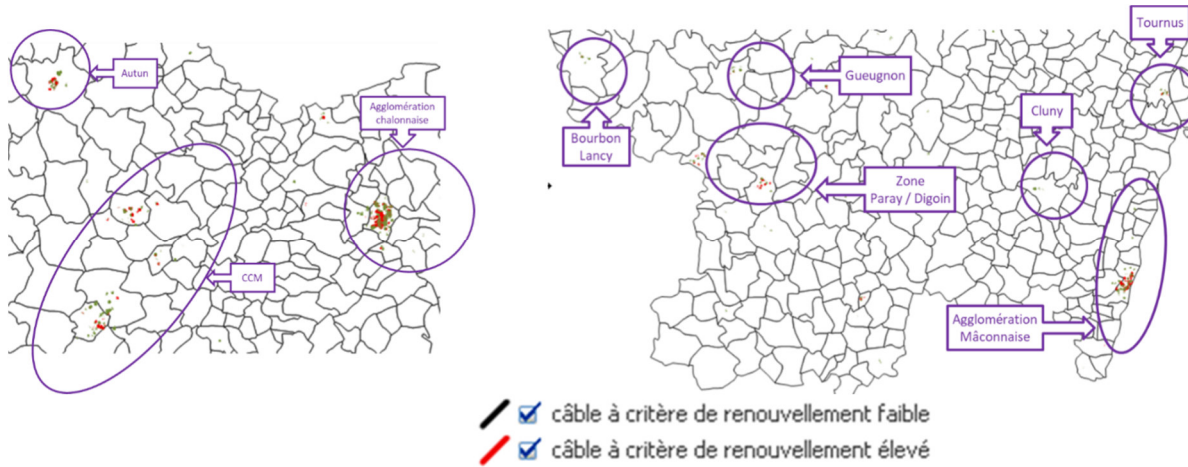 Autun
Agglomération
chalonnaise
CCM
Tournus
Gueugnon
Bourbon
Lancy
Cluny
Zone
Paray / Digoin
Agglomération
Mâconnaise
câble à critère de renouvellement faible
câble à critère de renouvellement élevé